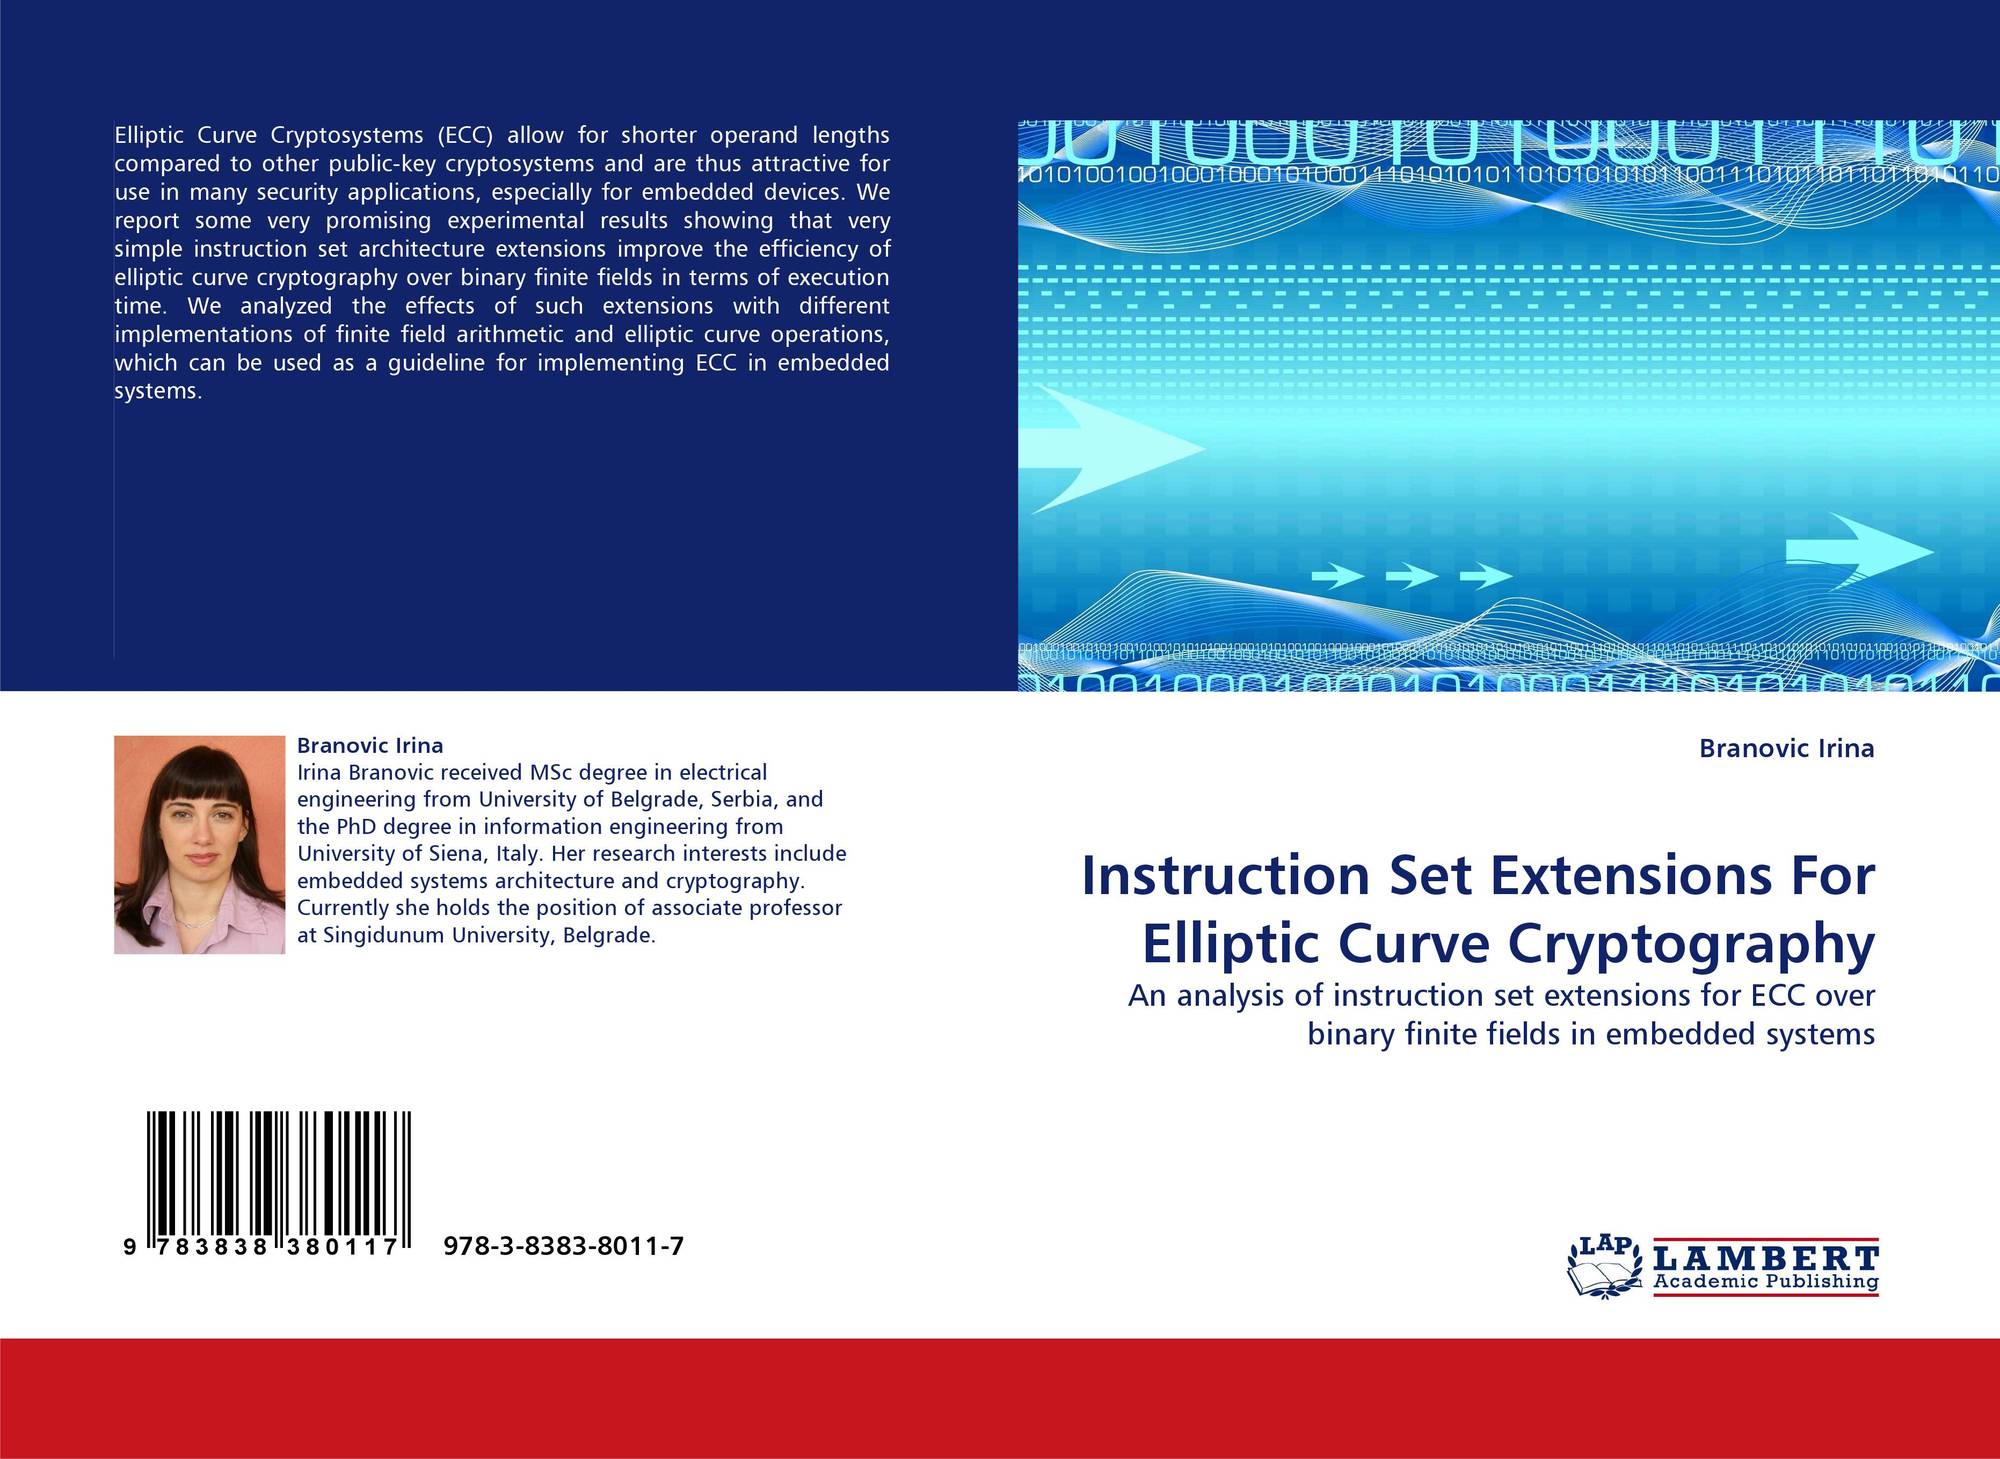 Elliptic Curve Cryptosystems (ECC) allow for shorter operand lengths
compared to other public-key cryptosystems and are thus attractive for
use in many security applications, especially for embedded devices. We
report some very promising experimental results showing that very
simple instruction set architecture extensions improve the efficiency of
elliptic curve cryptography over binary finite fields in terms of execution
time. We analyzed the effects of such extensions with different
implementations of finite field arithmetic and elliptic curve operations,
which can be used as a guideline for implementing ECC in embedded
systems.
Branovic Irina
Irina Branovic received MSc degree in electrical
engineering from University of Belgrade, Serbia, and
the PhD degree in information engineering from
University of Siena, Italy. Her research interests include
embedded systems architecture and cryptography.
Currently she holds the position of associate professor
at Singidunum University, Belgrade.
9 783838 380117
978-3-8383-8011-7
Branovic Irina
Instruction Set Extensions For
Elliptic Curve Cryptography
An analysis of instruction set extensions for ECC over
binary finite fields in embedded systems
LAP
LAMBERT
Academic Publishing